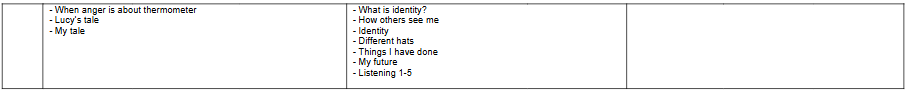 - When anger is about thermometer
- Lucy's tale
- My tale
- What is identity?
- How others see me
- Identity
- Different hats
- Things I have done
- My future
- Listening 1-5